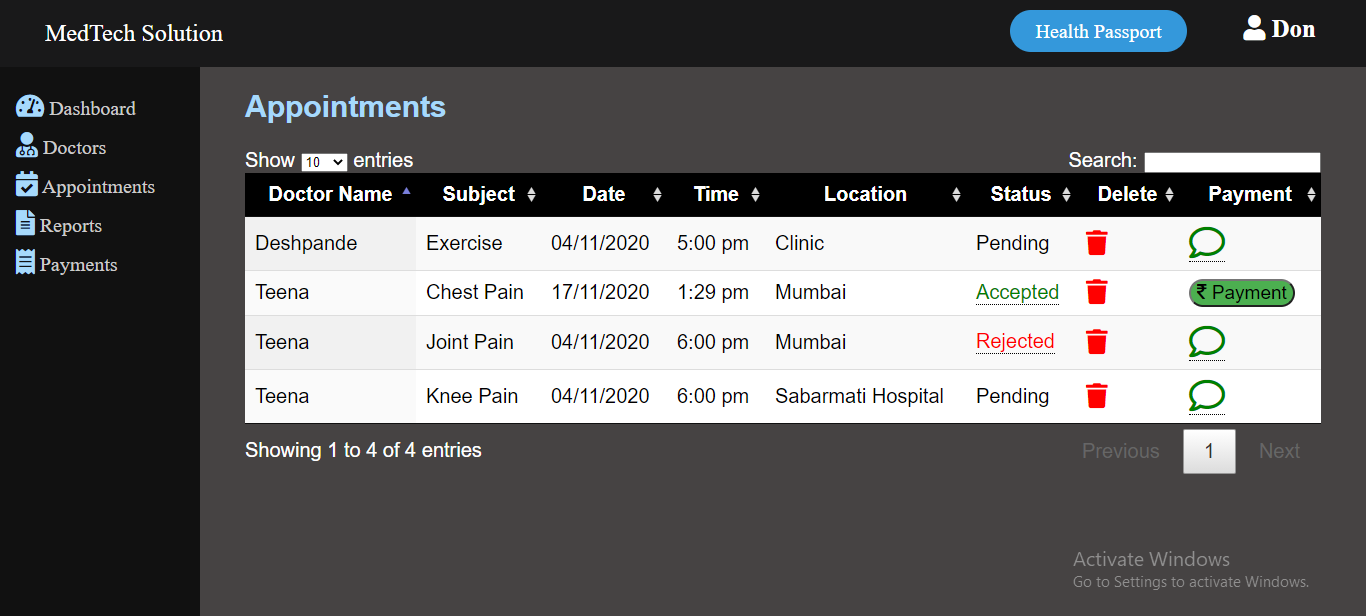 MedTech Solution Health Passport Don
Dashboard
Doctors
Appointments
Reports
Payments
Appointments
Show 10 entries Search:
Doctor Name Subject Date Time Location Status Delete Payment
Deshpande Exercise 04/11/2020 5:00 pm Clinic Pending
Teena Chest Pain 17/11/2020 1:29 pm Mumbai Accepted ₹ Payment
Teena Joint Pain 04/11/2020 6:00 pm Mumbai Rejected
Teena Knee Pain 04/11/2020 6:00 pm Sabarmati Hospital Pending
Showing 1 to 4 of 4 entries Previous 1 Next
Activate Windows
Go to Settings to activate Windows.